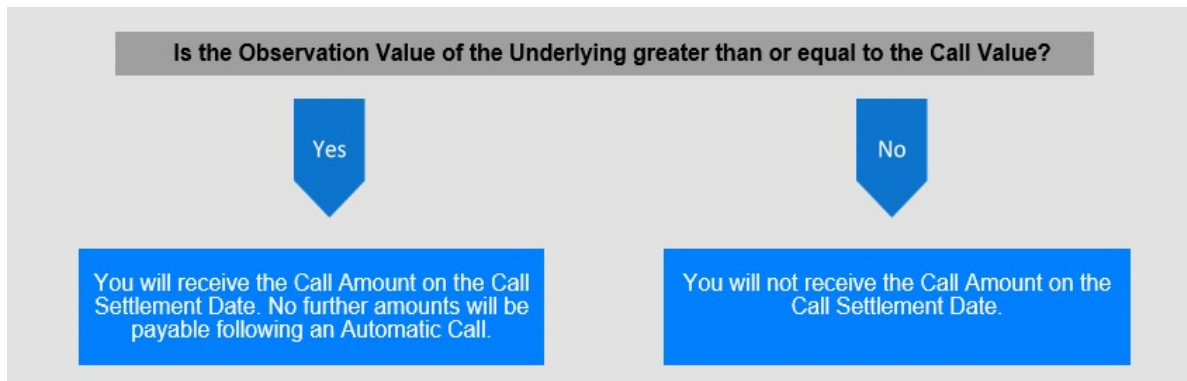 Is the Observation Value of the Underlying greater than or equal to the Call Value?
Yes
No
You will receive the Call Amount on the Call
Settlement Date. No further amounts will be
payable following an Automatic Call.
You will not receive the Call Amount on the
Call Settlement Date.